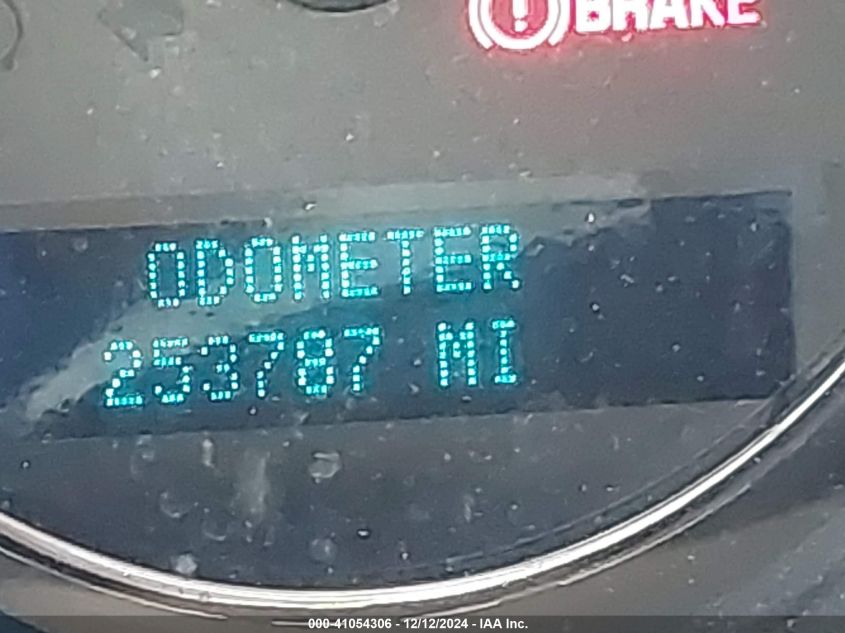 BRAKE
ODOMETER
253787 MI
000-41054306 - 12/12/2024 - IAA Inc.